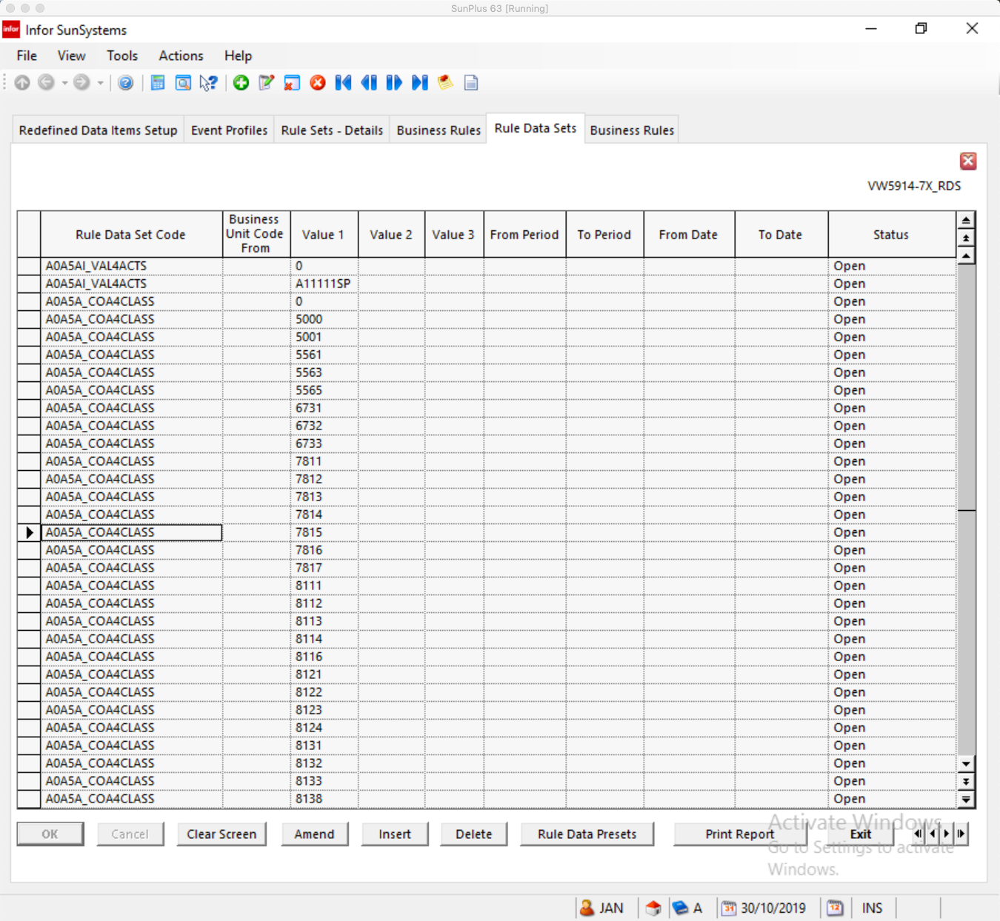 SunPlus 63 [Running]
infor Infor SunSystems
File View Tools Actions Help
Redefined Data Items Setup Event Profiles Rule Sets - Details Business Rules Rule Data Sets Business Rules
VW5914-7X_RDS
Rule Data Set Code Business Unit Code From Value 1 Value 2 Value 3 From Period To Period From Date To Date Status
A0A5AI_VAL4ACTS 0 Open
A0A5AI_VAL4ACTS A11111SP Open
A0A5A_COA4CLASS 0 Open
A0A5A_COA4CLASS 5000 Open
A0A5A_COA4CLASS 5001 Open
A0A5A_COA4CLASS 5561 Open
A0A5A_COA4CLASS 5563 Open
A0A5A_COA4CLASS 5565 Open
A0A5A_COA4CLASS 6731 Open
A0A5A_COA4CLASS 6732 Open
A0A5A_COA4CLASS 6733 Open
A0A5A_COA4CLASS 7811 Open
A0A5A_COA4CLASS 7812 Open
A0A5A_COA4CLASS 7813 Open
A0A5A_COA4CLASS 7814 Open
A0A5A_COA4CLASS 7815 Open
A0A5A_COA4CLASS 7816 Open
A0A5A_COA4CLASS 7817 Open
A0A5A_COA4CLASS 8111 Open
A0A5A_COA4CLASS 8112 Open
A0A5A_COA4CLASS 8113 Open
A0A5A_COA4CLASS 8114 Open
A0A5A_COA4CLASS 8116 Open
A0A5A_COA4CLASS 8121 Open
A0A5A_COA4CLASS 8122 Open
A0A5A_COA4CLASS 8123 Open
A0A5A_COA4CLASS 8124 Open
A0A5A_COA4CLASS 8131 Open
A0A5A_COA4CLASS 8132 Open
A0A5A_COA4CLASS 8133 Open
A0A5A_COA4CLASS 8138 Open
OK Cancel Clear Screen Amend Insert Delete Rule Data Presets Print Report Exit
Activate Windows
Go to Settings to activate
Windows.
JAN A 31 30/10/2019 12 INS